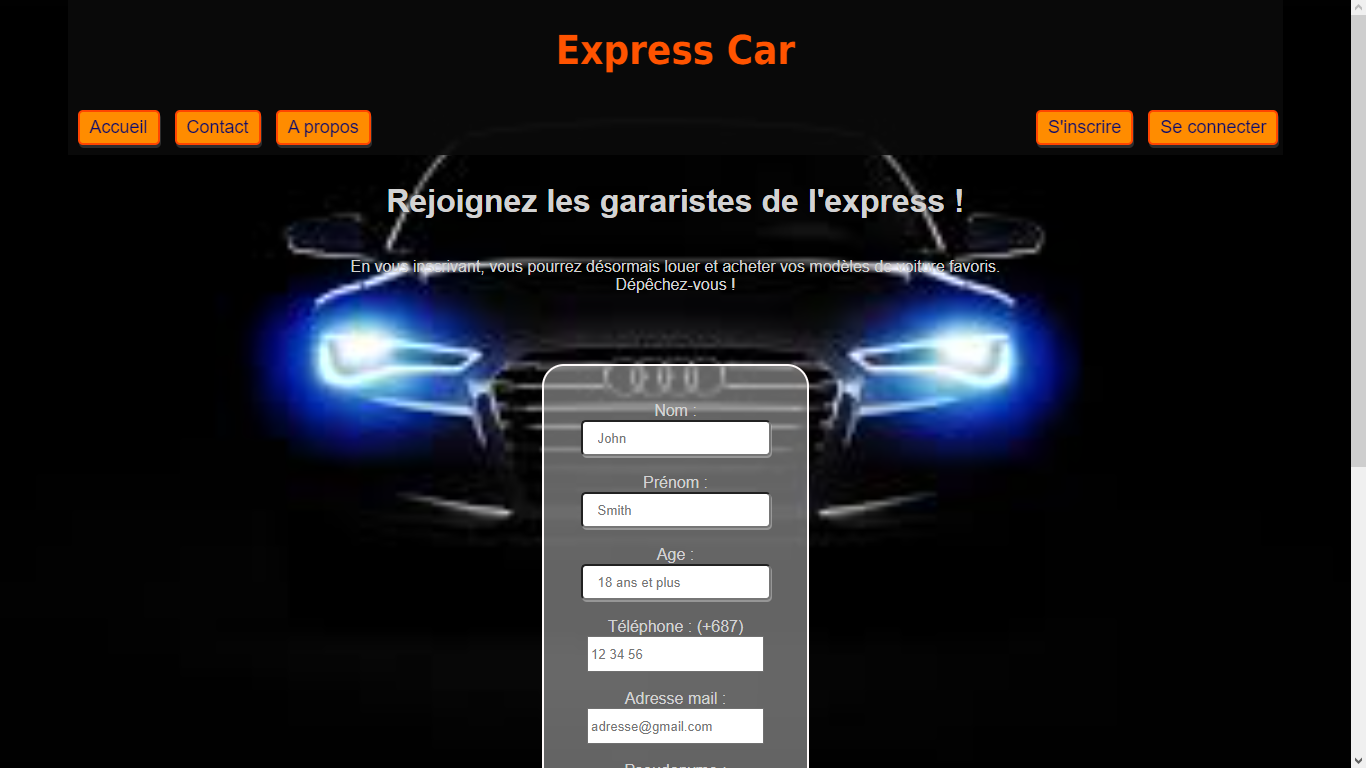 Express Car
Accueil Contact A propos S'inscrire Se connecter
Rejoignez les gararistes de l'express !
En vous inscrivant, vous pourrez désormais louer et acheter vos modèles de voiture favoris.
Dépêchez-vous !
Nom :
John
Prénom :
Smith
Age :
18 ans et plus
Téléphone : (+687)
12 34 56
Adresse mail :
adresse@gmail.com
Pseudonyme :